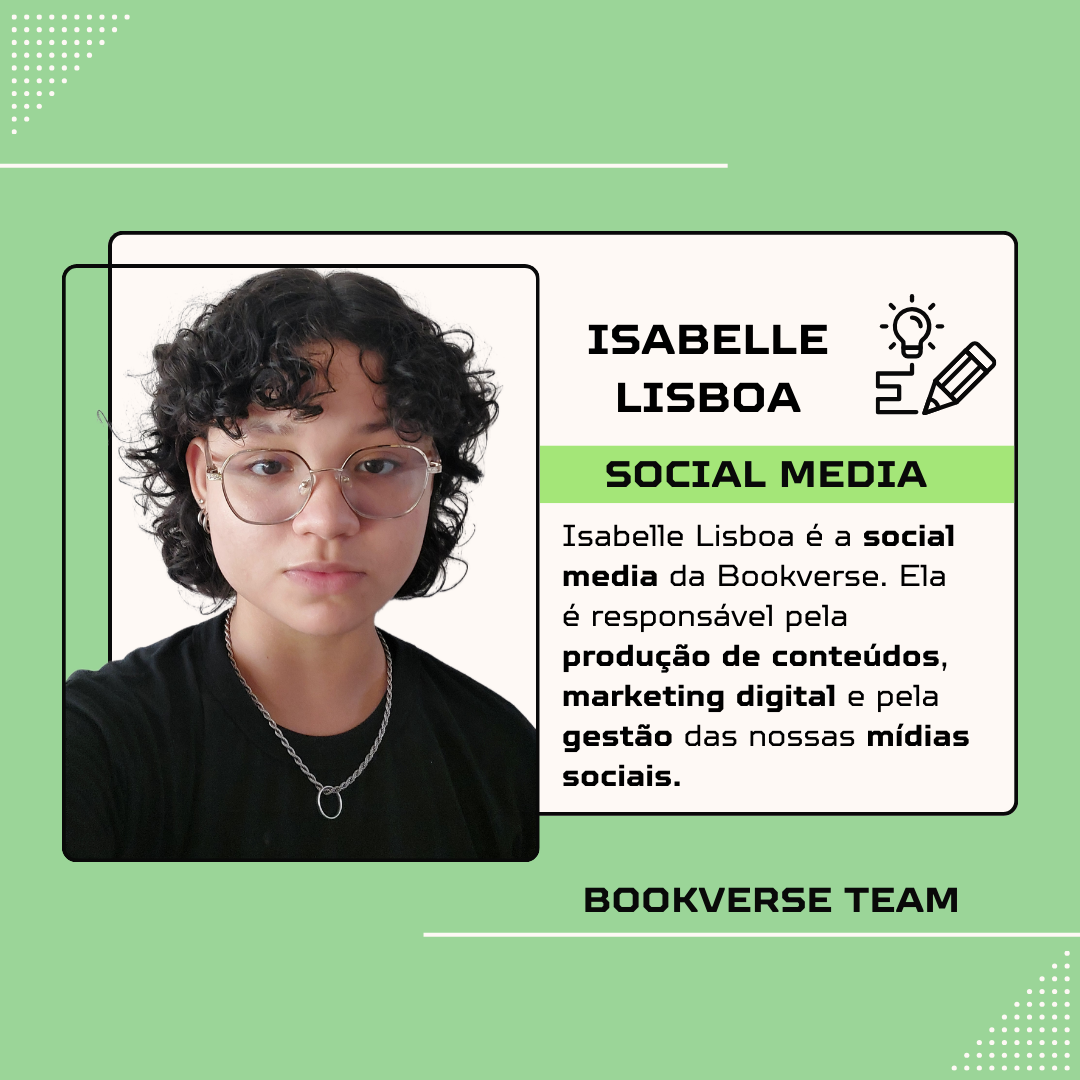 ISABELLE
LISBOA
SOCIAL MEDIA
Isabelle Lisboa é a social
media da Bookverse. Ela
é responsável pela
produção de conteúdos,
marketing digital e pela
gestão das nossas mídias
sociais.
BOOKVERSE TEAM